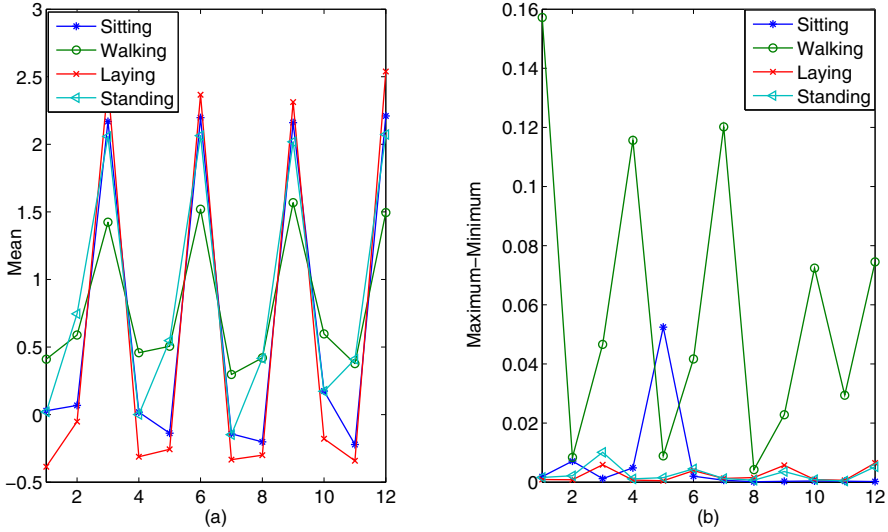 3
2.5
2
1.5
1
0.5
0
−0.5
Mean
Sitting
Walking
Laying
Standing
2 4 6 8 10 12
(a)
0.16
0.14
0.12
0.1
0.08
0.06
0.04
0.02
0
Maximum−Minimum
Sitting
Walking
Laying
Standing
2 4 6 8 10 12
(b)